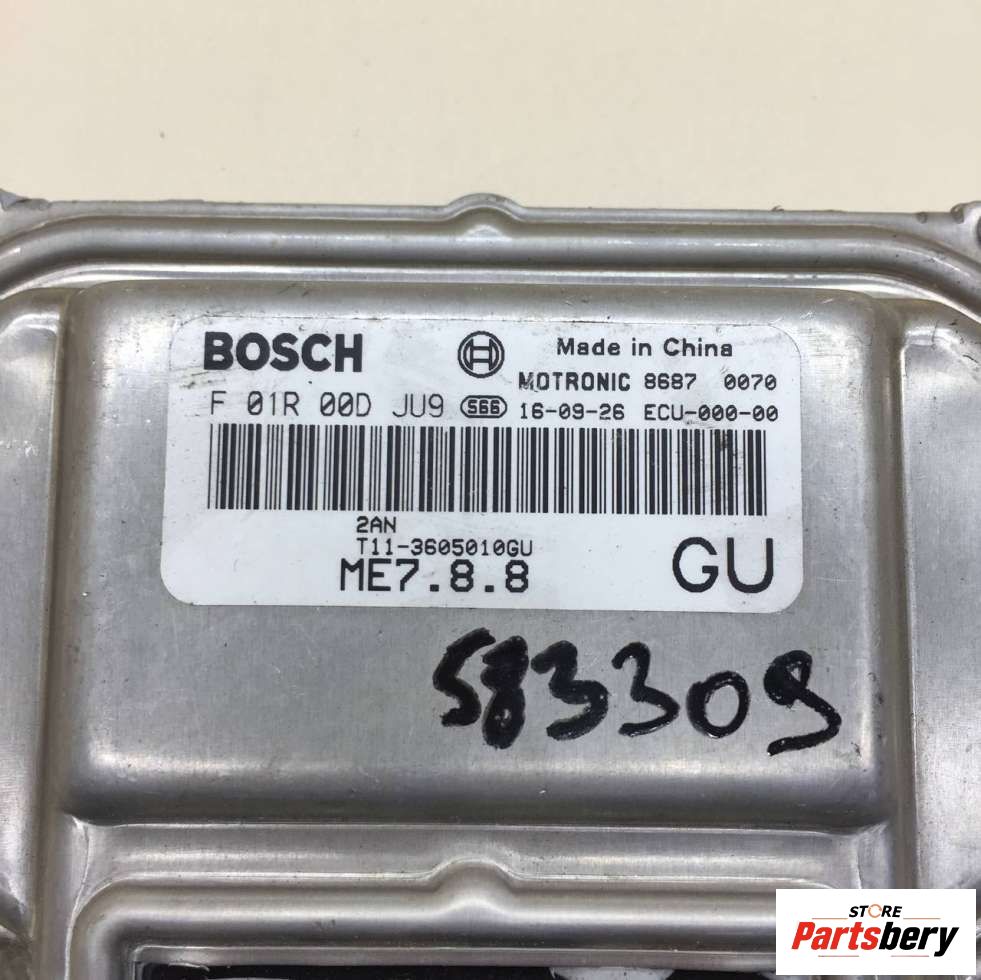 BOSCH
Made in China
MOTRONIC 8687 0070
F 01R 00D JU9 S66 16-09-26 ECU-000-00
2AN
T11-3605010GU
ME7.8.8
GU
583309
STORE
Partsbery